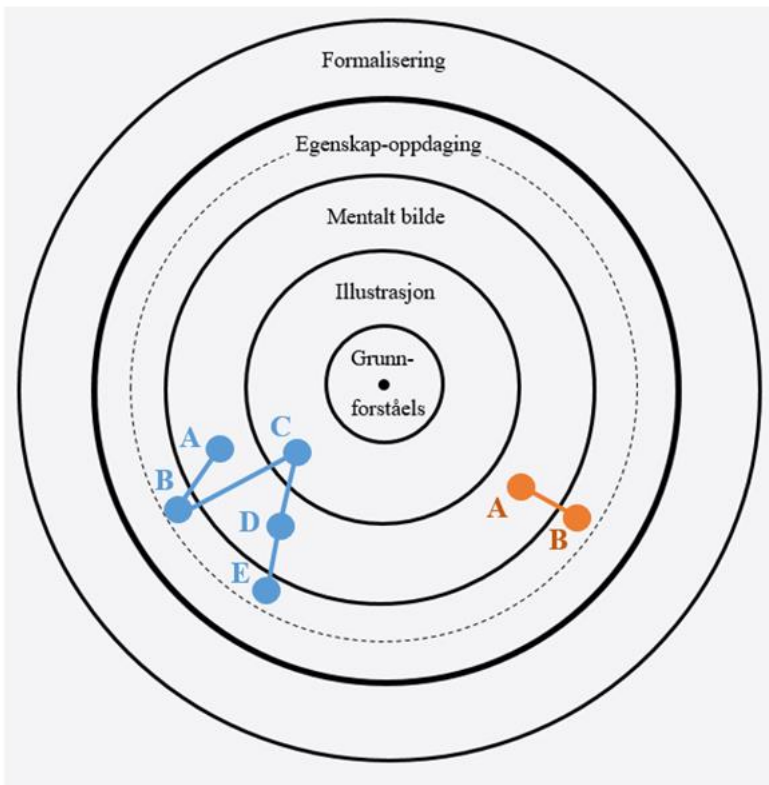 Formalisering
Egenskap-oppdaging
Mentalt bilde
Illustrasjon
Grunn-
forståels
A
C
B
D
E
A
B